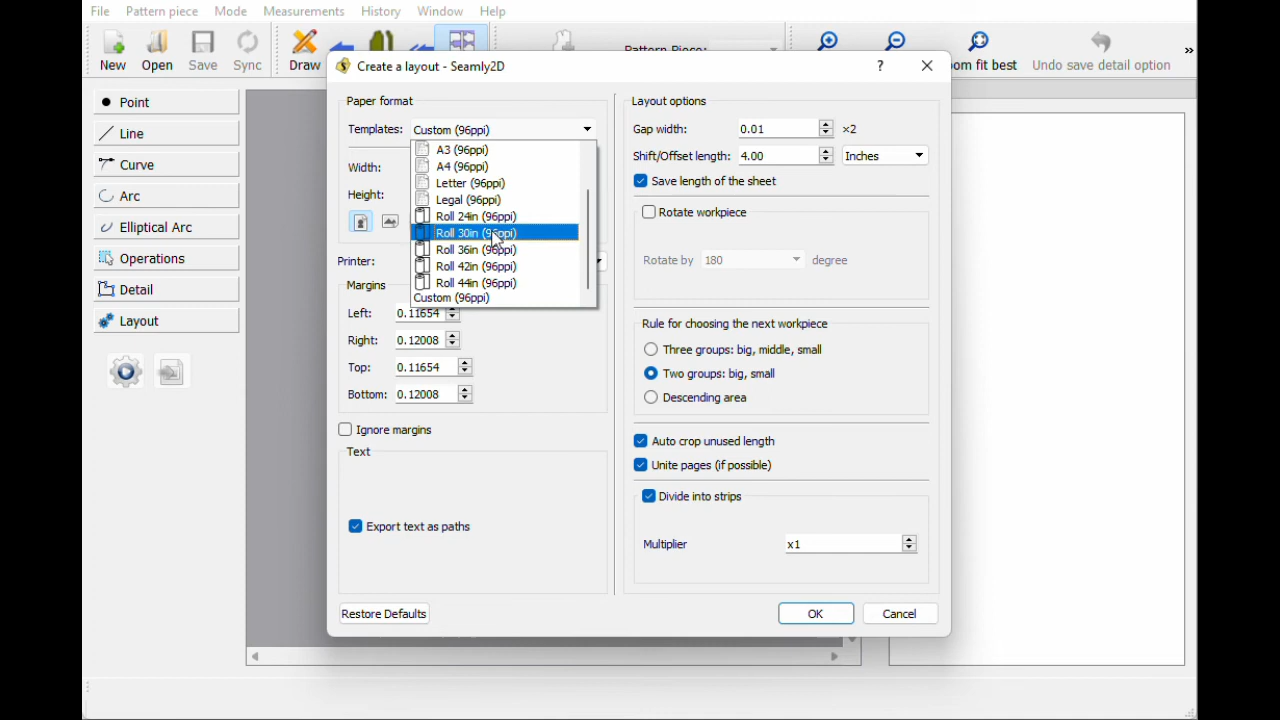 File Pattern piece Mode Measurements History Window Help
New Open Save Sync Draw Pattern Piece: om fit best Undo save detail option »
Create a layout - Seamly2D ?
Point
Line
Curve
Arc
Elliptical Arc
Operations
Detail
Layout
Paper format
Templates: Custom (96ppi)
A3 (96ppi)
A4 (96ppi)
Letter (96ppi)
Legal (96ppi)
Roll 24in (96ppi)
Roll 30in (96ppi)
Roll 36in (96ppi)
Roll 42in (96ppi)
Roll 44in (96ppi)
Custom (96ppi)
Width:
Height:
Printer:
Margins
Left: 0.11654
Right: 0.12008
Top: 0.11654
Bottom: 0.12008
Ignore margins
Text
Export text as paths
Restore Defaults
Layout options
Gap width: 0.01 x2
Shift/Offset length: 4.00 Inches
Save length of the sheet
Rotate workpiece
Rotate by 180 degree
Rule for choosing the next workpiece
Three groups: big, middle, small
Two groups: big, small
Descending area
Auto crop unused length
Unite pages (if possible)
Divide into strips
Multiplier x1
OK Cancel